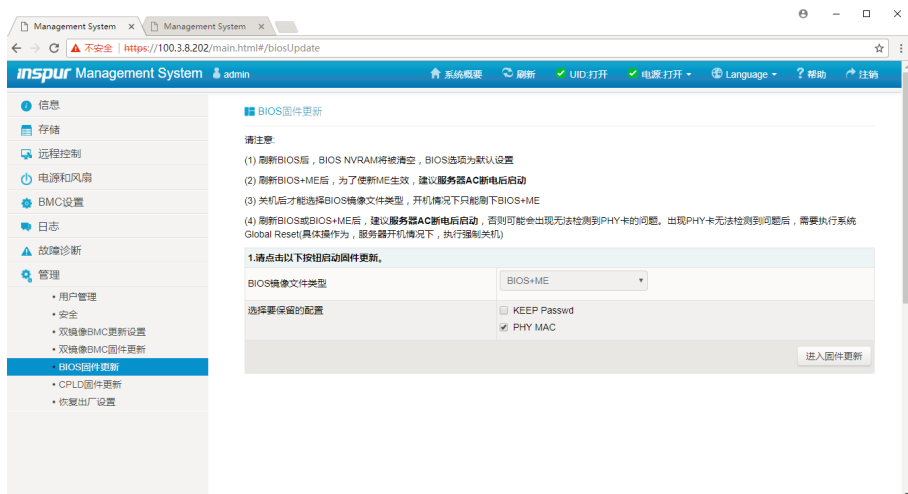 Management System
Management System
不安全 | https://100.3.8.202/main.html#/biosUpdate
inspur Management System admin 系统概要 刷新 UID:打开 电源:打开 Language 帮助 注销
信息
存储
远程控制
电源和风扇
BMC设置
日志
故障诊断
管理
• 用户管理
• 安全
• 双镜像BMC更新设置
• 双镜像BMC固件更新
• BIOS固件更新
• CPLD固件更新
• 恢复出厂设置
BIOS固件更新
请注意:
(1) 刷新BIOS后，BIOS NVRAM将被清空，BIOS选项为默认设置
(2) 刷新BIOS+ME后，为了使新ME生效，建议服务器AC断电后启动
(3) 关机后才能选择BIOS镜像文件类型，开机情况下只能刷下BIOS+ME
(4) 刷新BIOS或BIOS+ME后，建议服务器AC断电后启动，否则可能会出现无法检测到PHY卡的问题。出现PHY卡无法检测到问题后，需要执行系统
Global Reset(具体操作为，服务器开机情况下，执行强制关机)
1.请点击以下按钮启动固件更新。
BIOS镜像文件类型 BIOS+ME
选择要保留的配置 KEEP Passwd
PHY MAC
进入固件更新